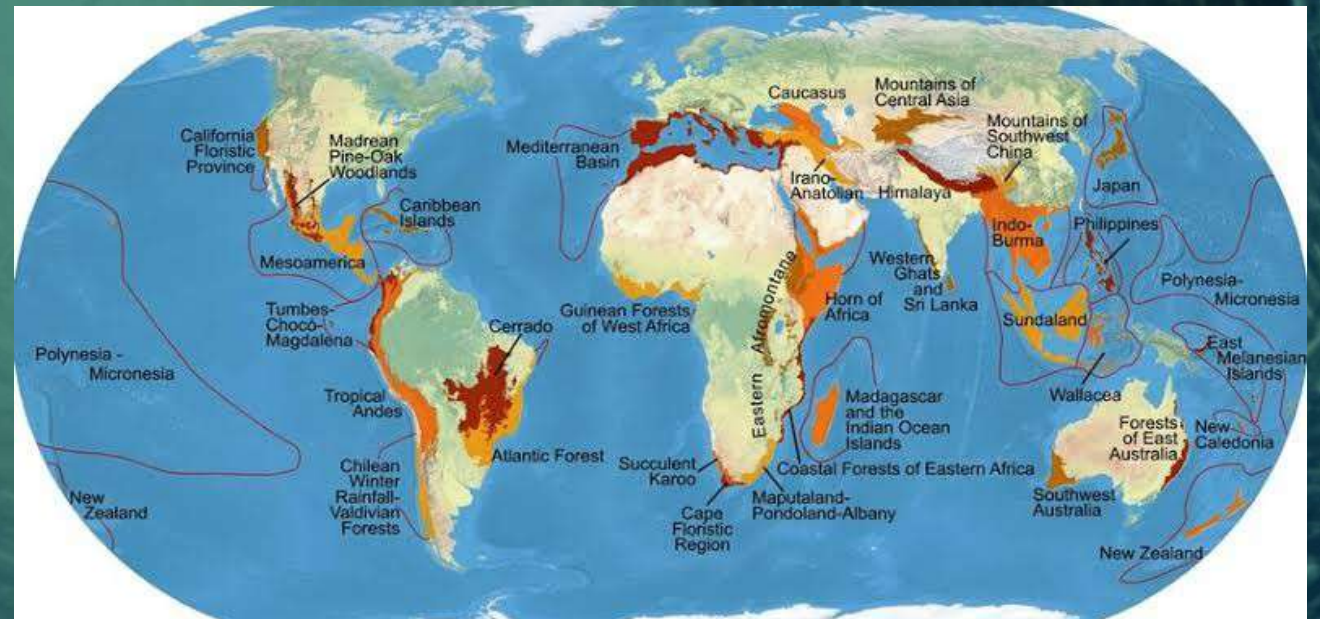 California
Floristic
Province
Madrean
Pine-Oak
Woodlands
Caribbean
Islands
Mesoamerica
Tumbes-
Chocó-
Magdalena
Polynesia -
Micronesia
Tropical
Andes
Cerrado
Atlantic Forest
Chilean
Winter
Rainfall-
Valdivian
Forests
New
Zealand
Mediterranean
Basin
Caucasus
Irano-
Anatolian
Mountains of
Central Asia
Mountains of
Southwest
China
Himalaya
Japan
Indo-
Burma
Philippines
Western
Ghats
and
Sri Lanka
Polynesia-
Micronesia
Guinean Forests
of West Africa
Eastern Afromontane
Horn of
Africa
Sundaland
East
Melanesian
Islands
Wallacea
Madagascar
and the
Indian Ocean
Islands
Coastal Forests of Eastern Africa
Succulent
Karoo
Cape
Floristic
Region
Maputaland-
Pondoland-Albany
Forests
of East
Australia
New
Caledonia
Southwest
Australia
New Zealand